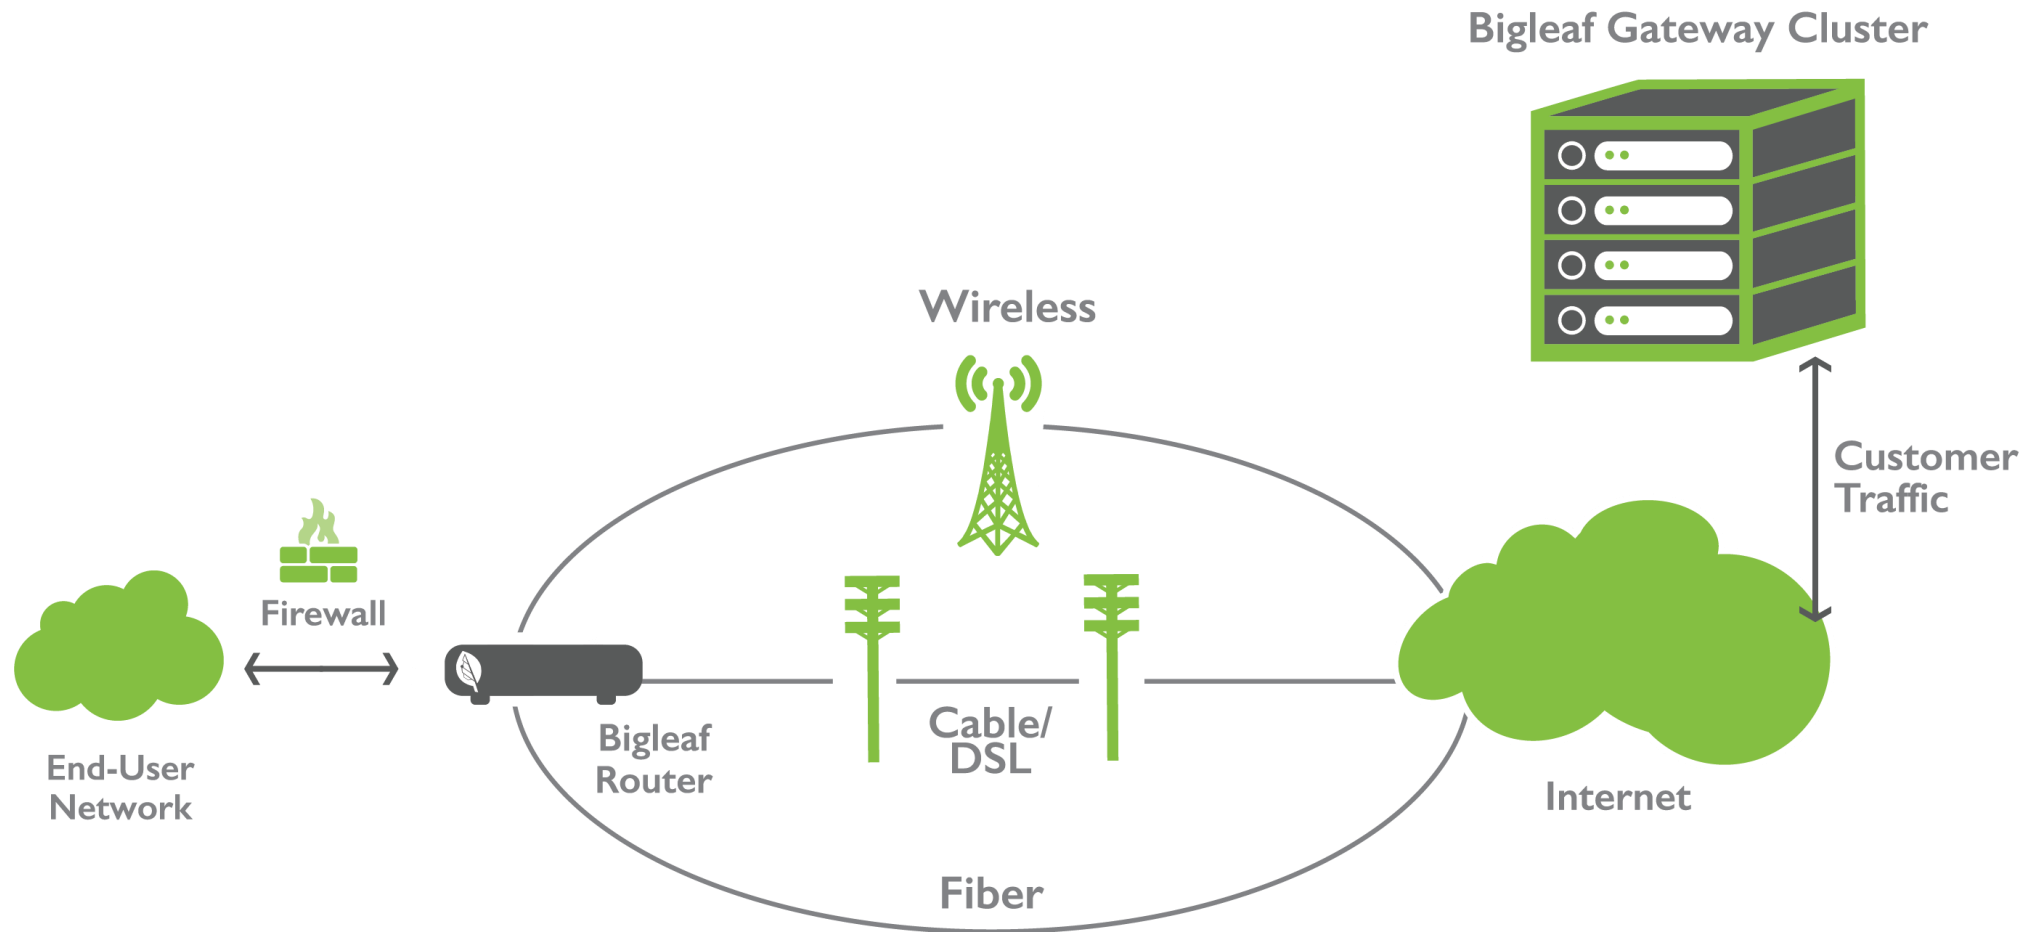 Bigleaf Gateway Cluster
Wireless
Customer
Traffic
Firewall
Cable/
DSL
Bigleaf
Router
End-User
Network
Internet
Fiber